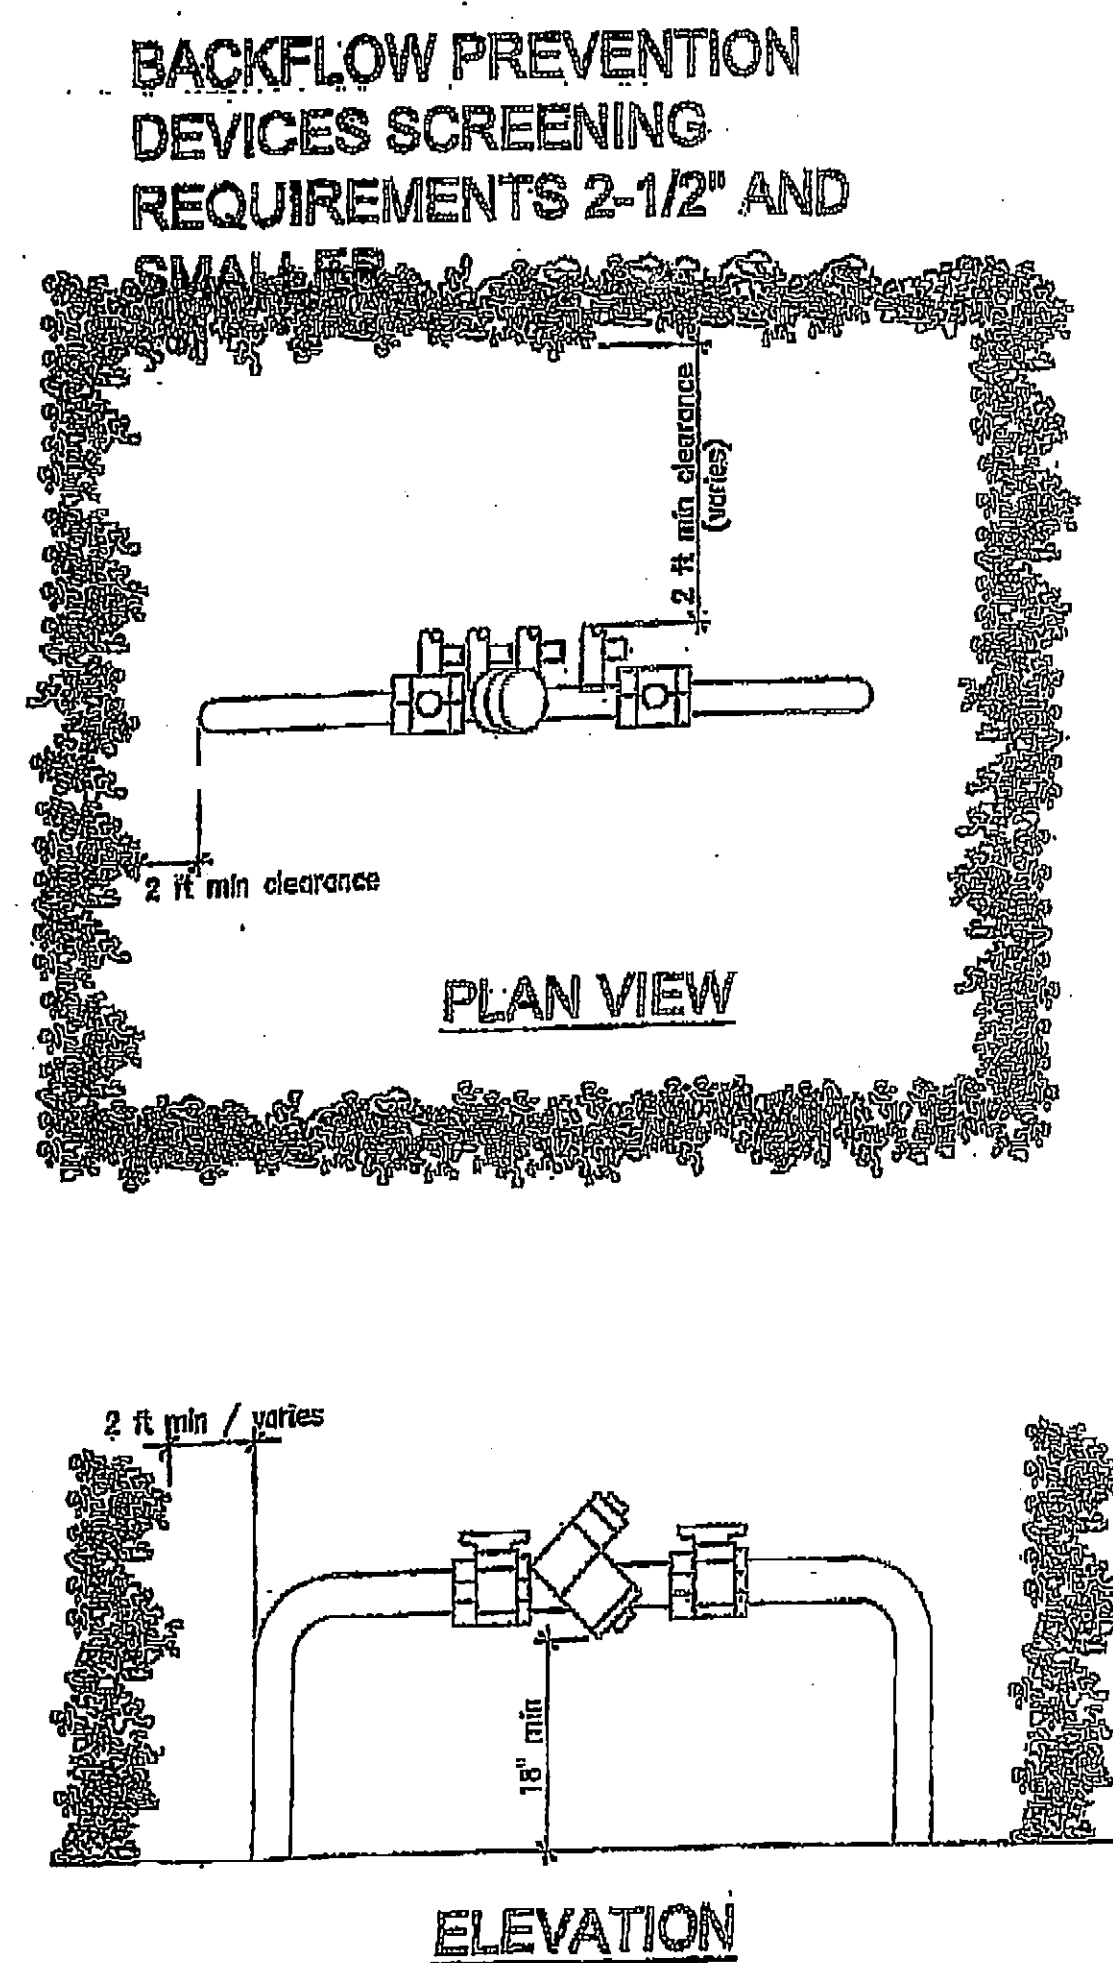 BACKFLOW PREVENTION
DEVICES SCREENING
REQUIREMENTS 2-1/2" AND
SMALLER
2 ft min clearance
(varies)
2 ft min clearance
PLAN VIEW
2 ft min / varies
18" min
ELEVATION